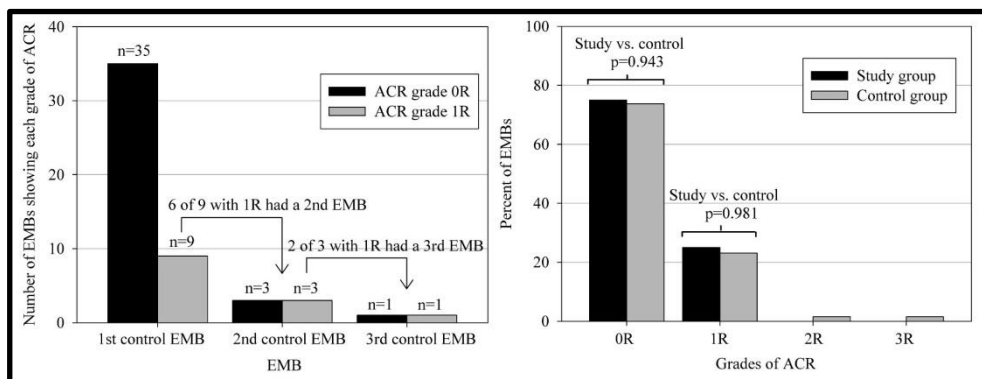 Number of EMBs showing each grade of ACR
40
30
20
10
0
n=35
ACR grade 0R
ACR grade 1R
6 of 9 with 1R had a 2nd EMB
n=9
2 of 3 with 1R had a 3rd EMB
n=3
n=3
n=1
n=1
1st control EMB
2nd control EMB
3rd control EMB
EMB
Percent of EMBs
100
80
60
40
20
0
Study vs. control
p=0.943
Study group
Control group
Study vs. control
p=0.981
0R
1R
2R
3R
Grades of ACR